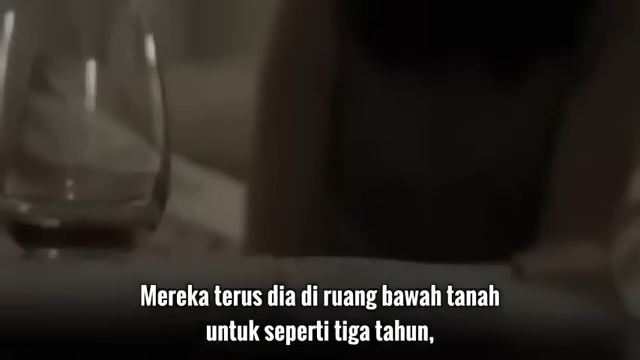 Mereka terus dia di ruang bawah tanah
untuk seperti tiga tahun,